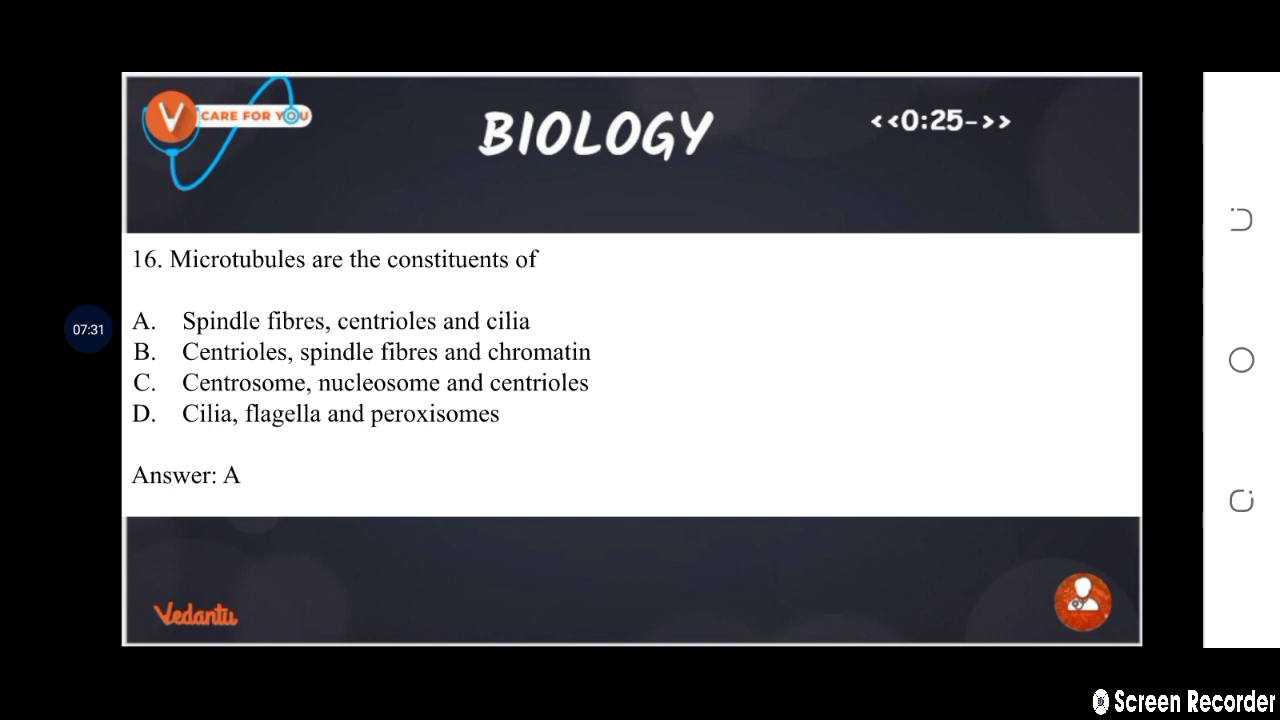 V CARE FOR YOU
BIOLOGY
<<0:25->>
16. Microtubules are the constituents of
07:31
A. Spindle fibres, centrioles and cilia
B. Centrioles, spindle fibres and chromatin
C. Centrosome, nucleosome and centrioles
D. Cilia, flagella and peroxisomes
Answer: A
Vedantu
Screen Recorder